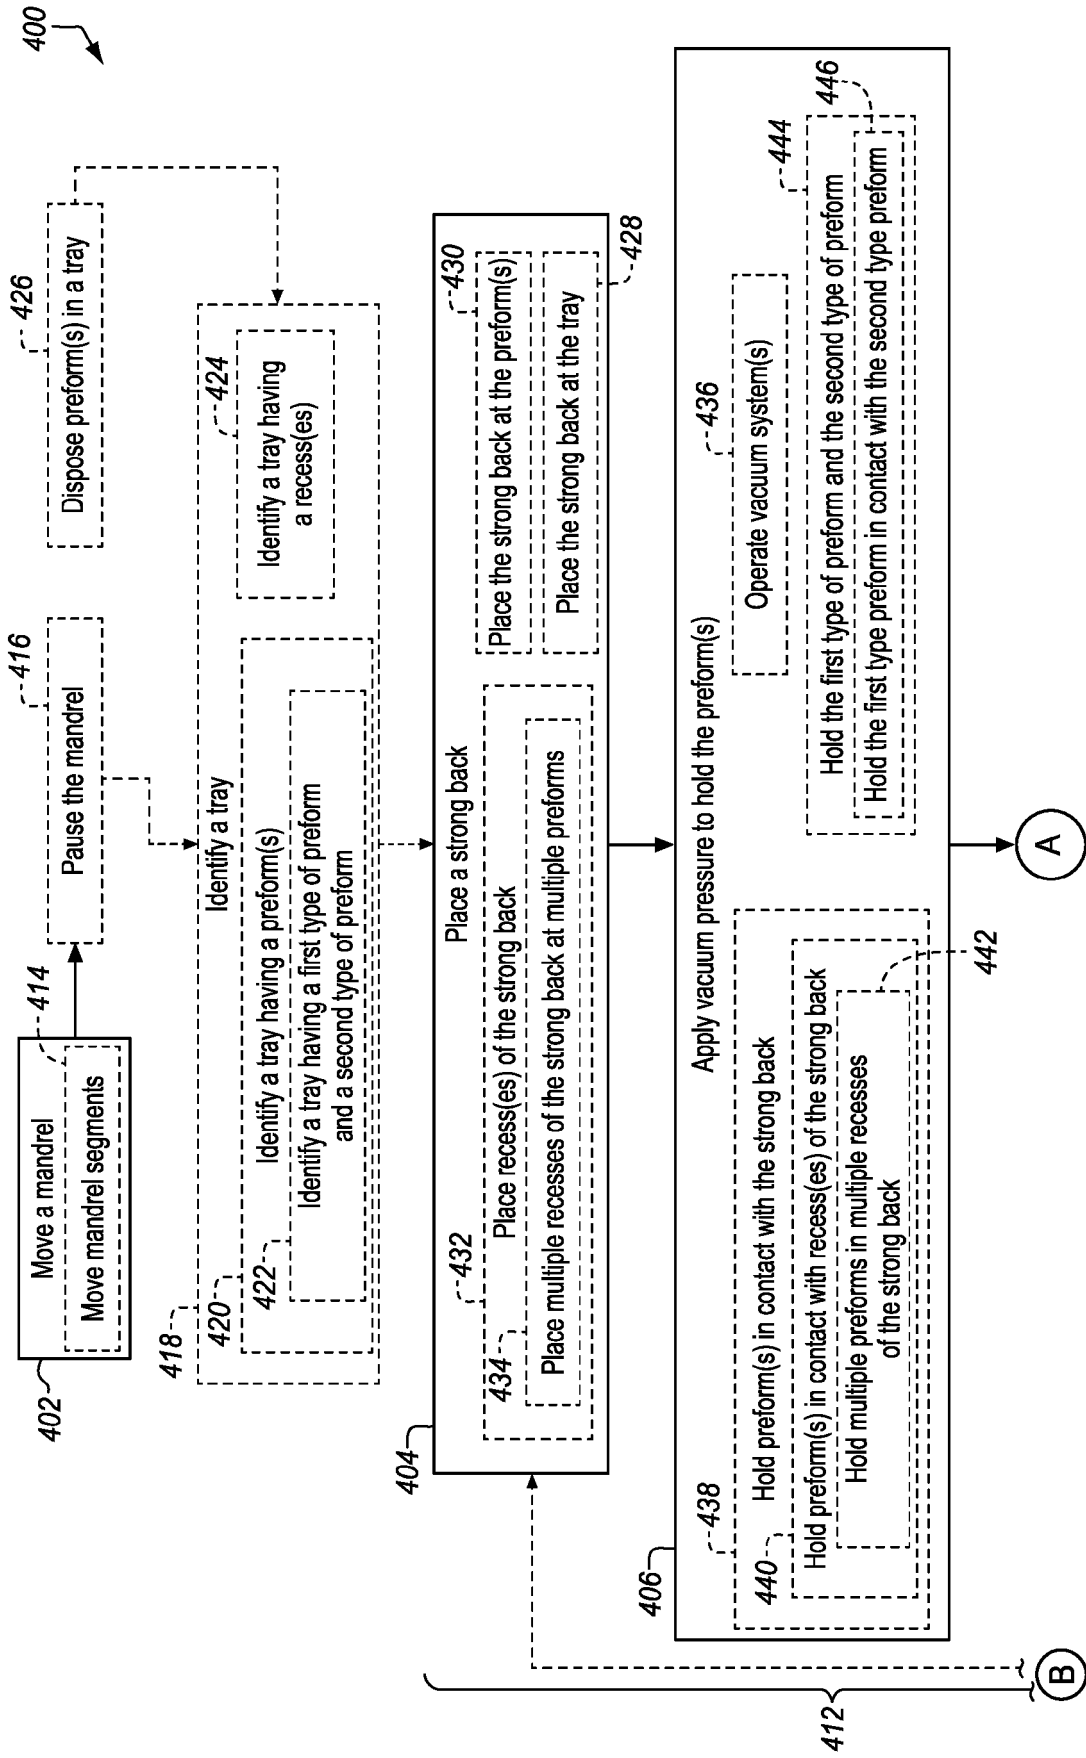 400
402
Move a mandrel
414
Move mandrel segments
416
Pause the mandrel
426
Dispose preform(s) in a tray
418
Identify a tray
420
Identify a tray having a preform(s)
422
Identify a tray having a first type of preform
and a second type of preform
424
Identify a tray having
a recess(es)
404
Place a strong back
432
Place recess(es) of the strong back
434
Place multiple recesses of the strong back at multiple preforms
430
Place the strong back at the preform(s)
Place the strong back at the tray
428
406
Apply vacuum pressure to hold the preform(s)
438
Hold preform(s) in contact with the strong back
440
Hold preform(s) in contact with recess(es) of the strong back
Hold multiple preforms in multiple recesses
of the strong back
442
436
Operate vacuum system(s)
444
Hold the first type of preform and the second type of preform
446
Hold the first type preform in contact with the second type preform
412
B
A